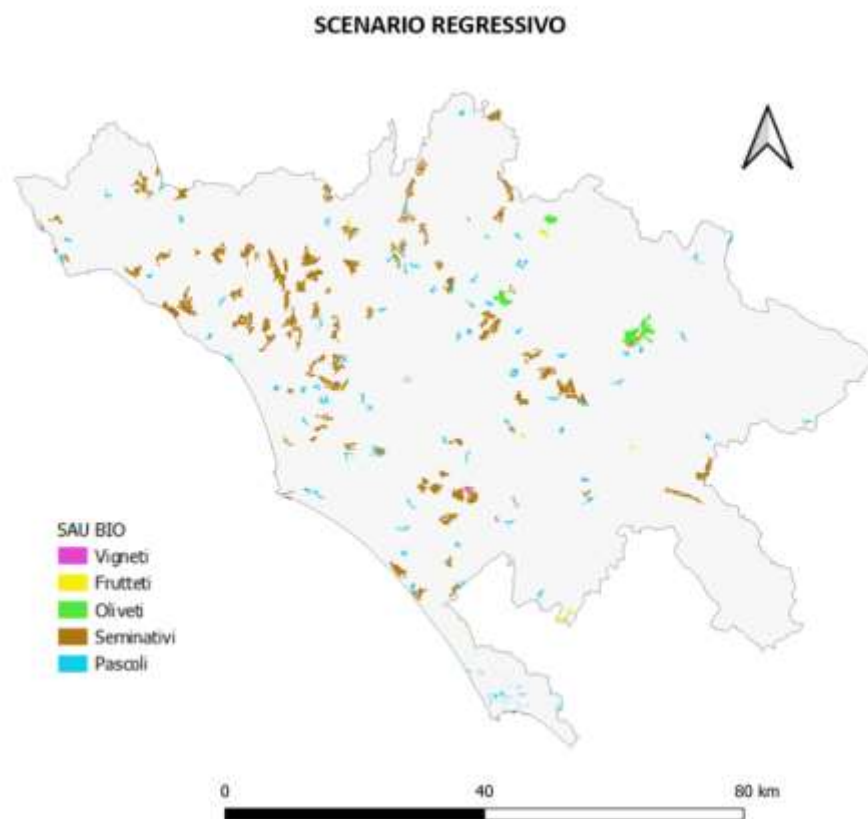 SCENARIO REGRESSIVO
SAU BIO
Vigneti
Frutteti
Oliveti
Seminativi
Pascoli
0 40 80 km